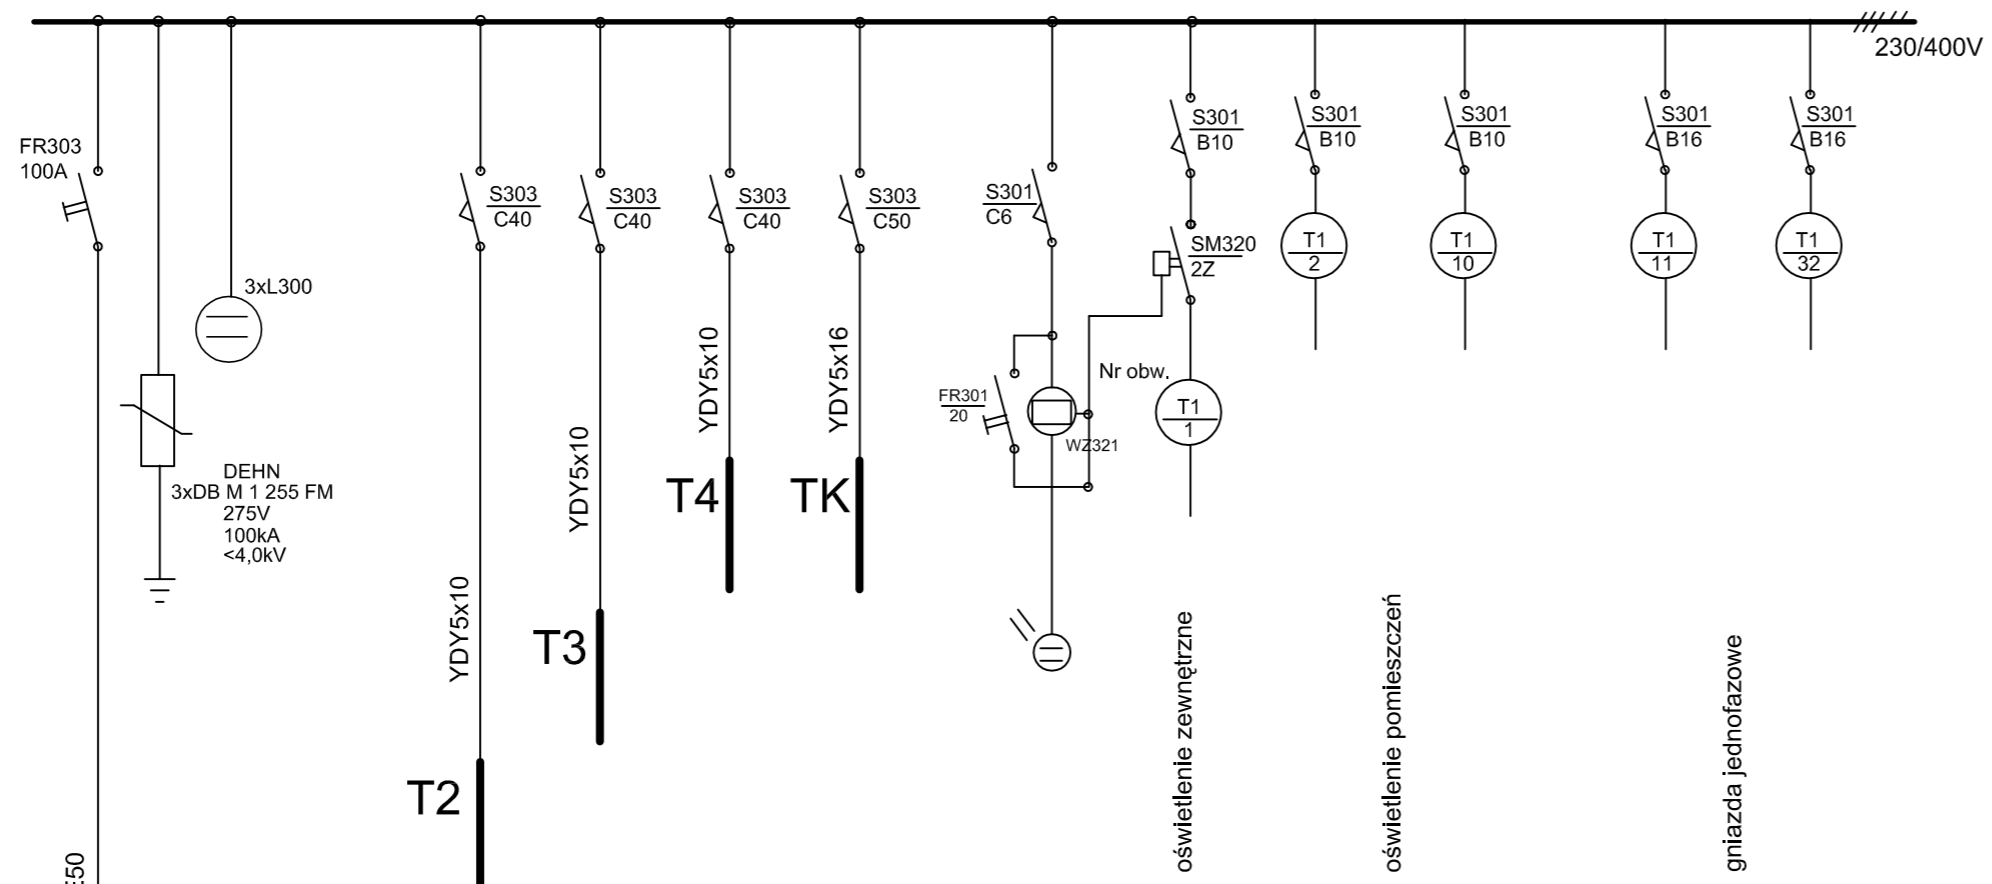 230/400V
FR303
100A
3xL300
DEHN
3xDB M 1 255 FM
275V
100kA
<4,0kV
S303
C40
YDY5x10
T2
S303
C40
YDY5x10
T3
S303
C40
YDY5x10
T4
S303
C50
YDY5x16
TK
S301
C6
FR301
20
WZ321
S301
B10
SM320
2Z
Nr obw.
T1
1
S301
B10
T1
2
S301
B10
T1
10
S301
B16
T1
11
S301
B16
T1
32
oświetlenie zewnętrzne
oświetlenie pomieszczeń
gniazda jednofazowe